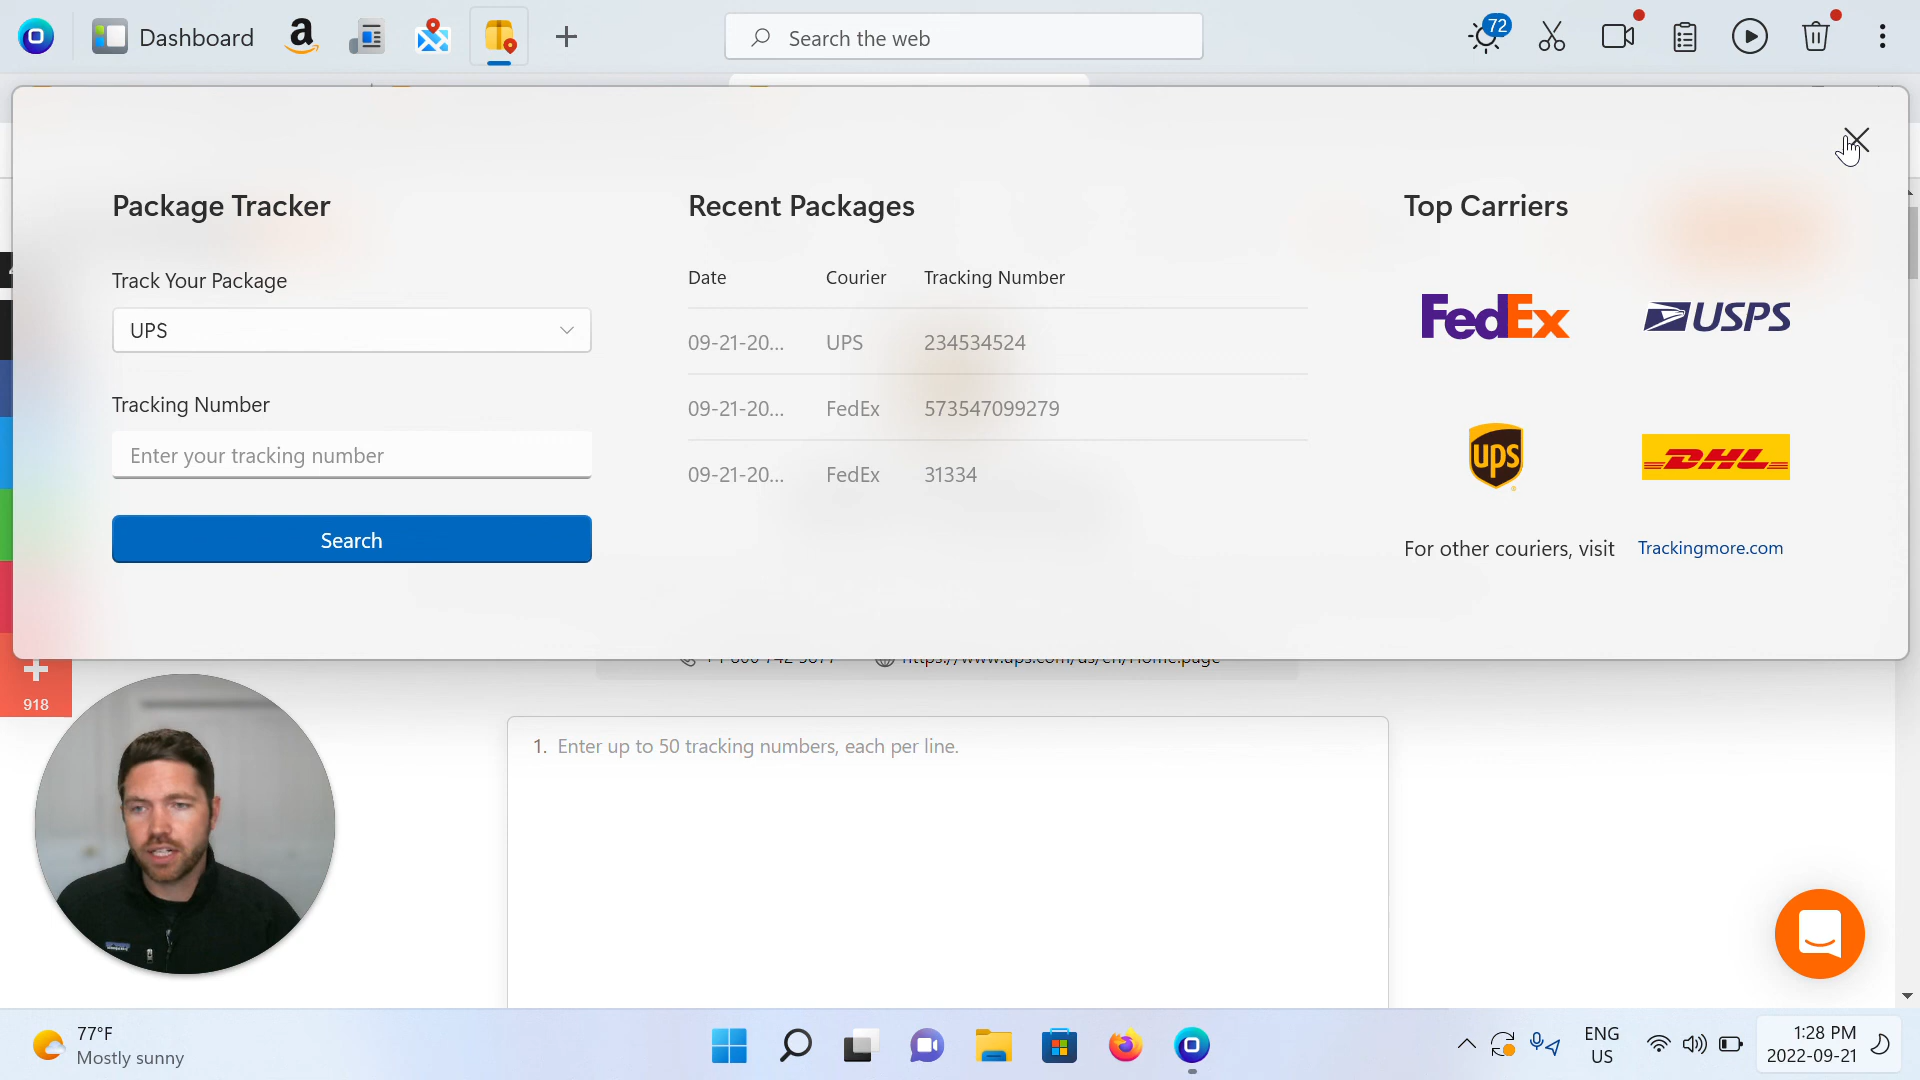 Dashboard
Search the web
72
Package Tracker
Recent Packages
Top Carriers
Track Your Package
UPS
Tracking Number
Enter your tracking number
Search
Date Courier Tracking Number
09-21-20... UPS 234534524
09-21-20... FedEx 573547099279
09-21-20... FedEx 31334
FedEx
USPS
ups
DHL
For other couriers, visit Trackingmore.com
918
1. Enter up to 50 tracking numbers, each per line.
77°F
Mostly sunny
ENG
US
1:28 PM
2022-09-21